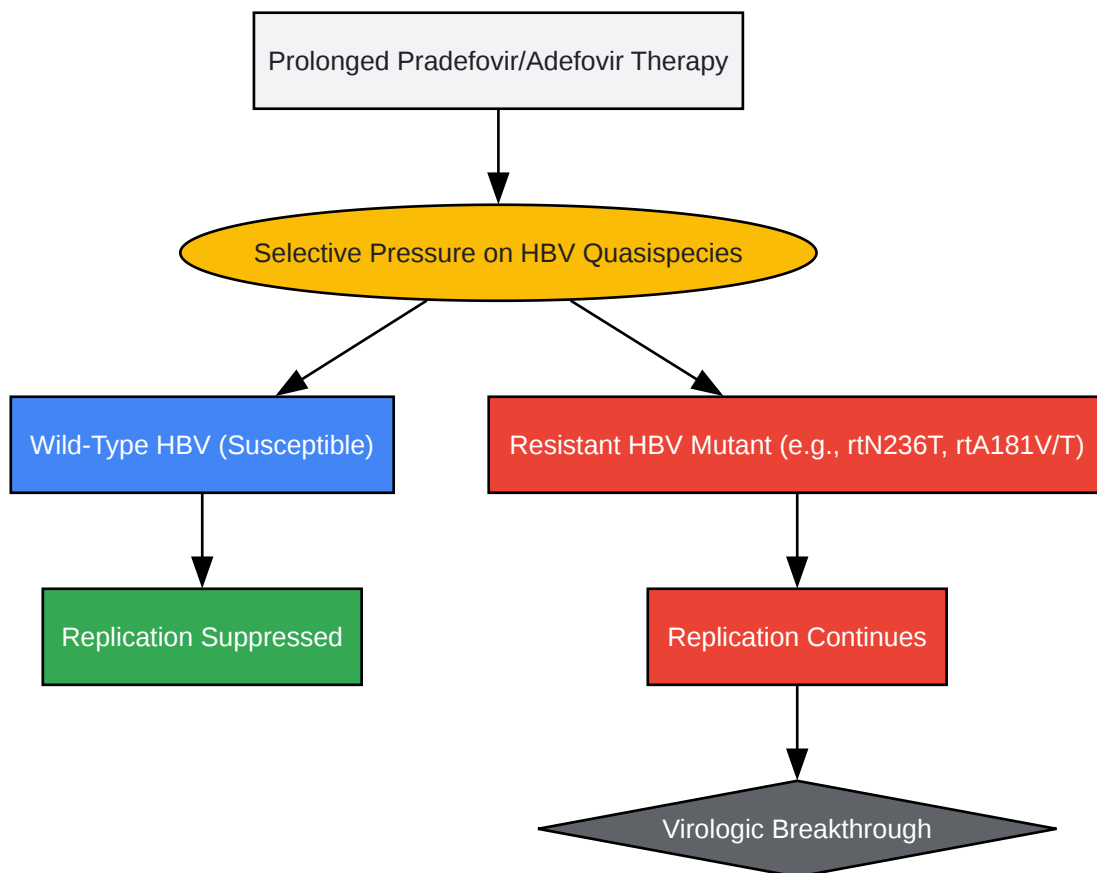 Prolonged Pradefovir/Adefovir Therapy
Selective Pressure on HBV Quasispecies
Wild-Type HBV (Susceptible)
Resistant HBV Mutant (e.g., rtN236T, rtA181V/T)
Replication Suppressed
Replication Continues
Virologic Breakthrough